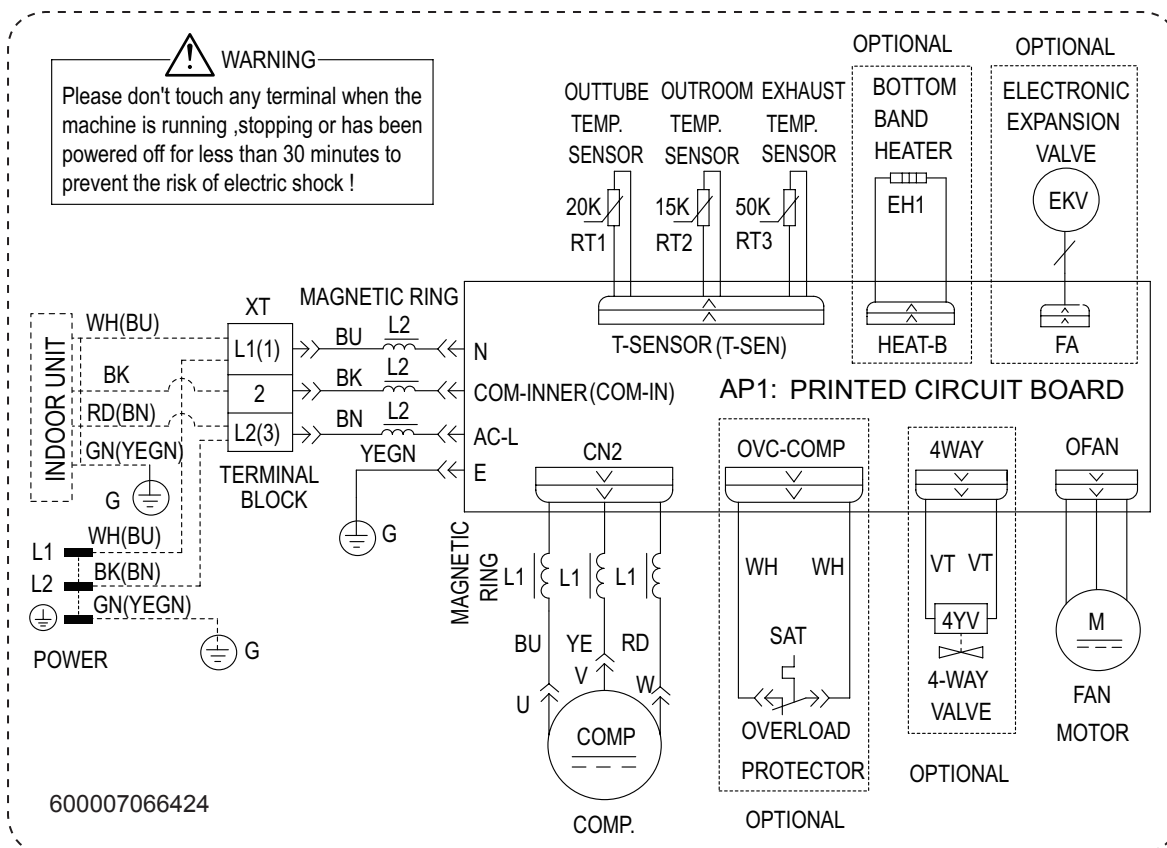 WARNING
Please don't touch any terminal when the
machine is running ,stopping or has been
powered off for less than 30 minutes to
prevent the risk of electric shock !
OUTTUBE
TEMP.
SENSOR
OUTROOM
TEMP.
SENSOR
EXHAUST
TEMP.
SENSOR
OPTIONAL
BOTTOM
BAND
HEATER
EH1
OPTIONAL
ELECTRONIC
EXPANSION
VALVE
EKV
20K
RT1
15K
RT2
50K
RT3
T-SENSOR (T-SEN)
HEAT-B
FA
AP1: PRINTED CIRCUIT BOARD
INDOOR UNIT
WH(BU)
BK
RD(BN)
GN(YEGN)
G
XT
L1(1)
2
L2(3)
TERMINAL
BLOCK
MAGNETIC RING
BU
L2
N
BK
L2
COM-INNER(COM-IN)
BN
L2
AC-L
YEGN
E
G
L1
WH(BU)
L2
BK(BN)
GN(YEGN)
G
POWER
MAGNETIC
RING
CN2
L1
L1
L1
BU
YE
RD
U
V
W
COMP
COMP.
OVC-COMP
WH
WH
SAT
OVERLOAD
PROTECTOR
OPTIONAL
4WAY
VT
VT
4YV
4-WAY
VALVE
OPTIONAL
OFAN
M
FAN
MOTOR
600007066424